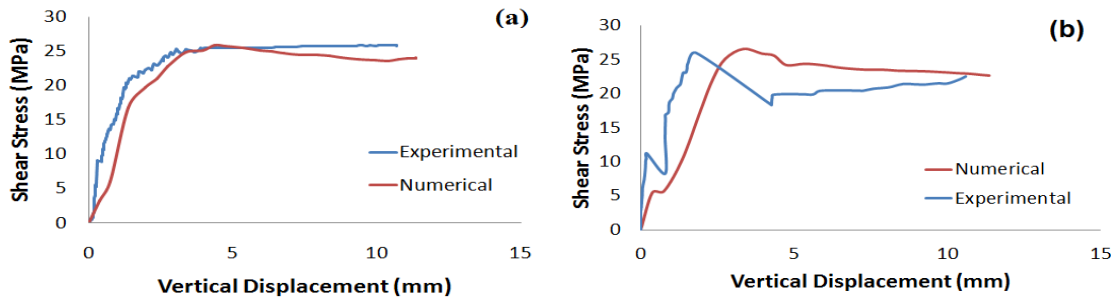 (a)
Shear Stress (MPa)
30
25
20
15
10
5
0
Experimental
Numerical
0 5 10 15
Vertical Displacement (mm)
(b)
Shear Stress (MPa)
30
25
20
15
10
5
0
Numerical
Experimental
0 5 10 15
Vertical Displacement (mm)